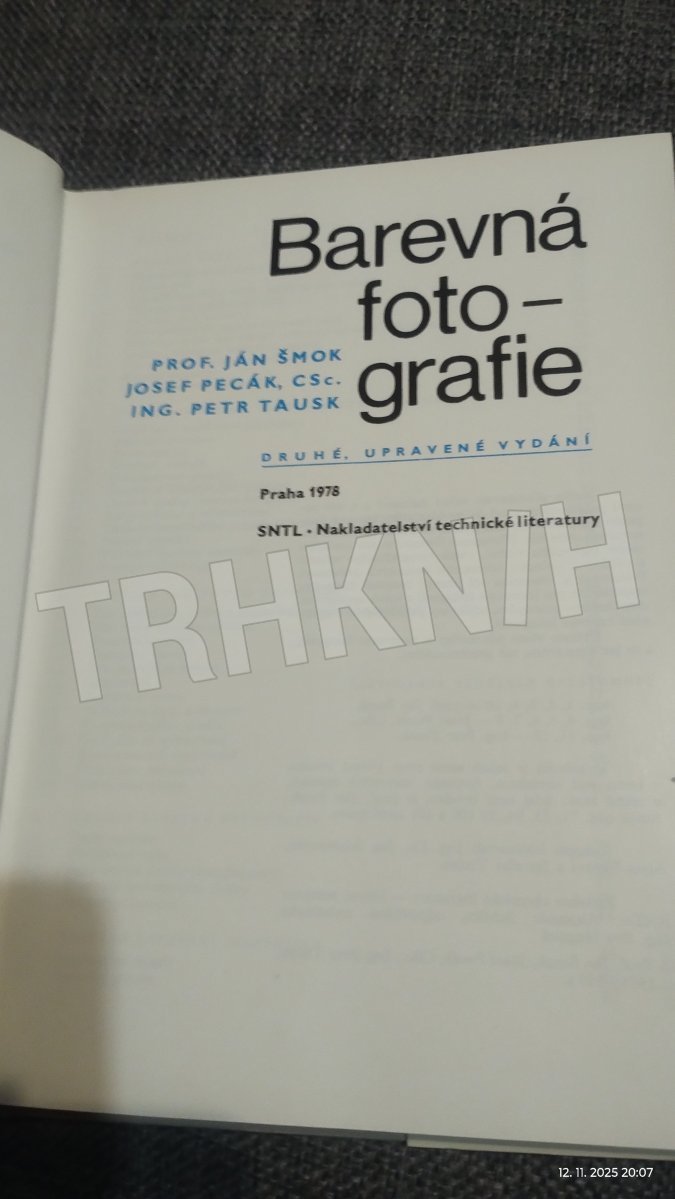 Barevná
foto–
grafie
PROF. JÁN ŠMOK
JOSEF PECÁK, CSc.
ING. PETR TAUSK
DRUHÉ, UPRAVENÉ VYDÁNÍ
Praha 1978
SNTL • Nakladatelství technické literatury
TRHKNIH
12. 11. 2025 20:07